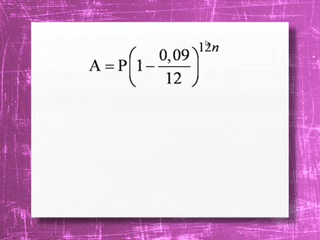 A = P(1 − 0,09/12)^12n